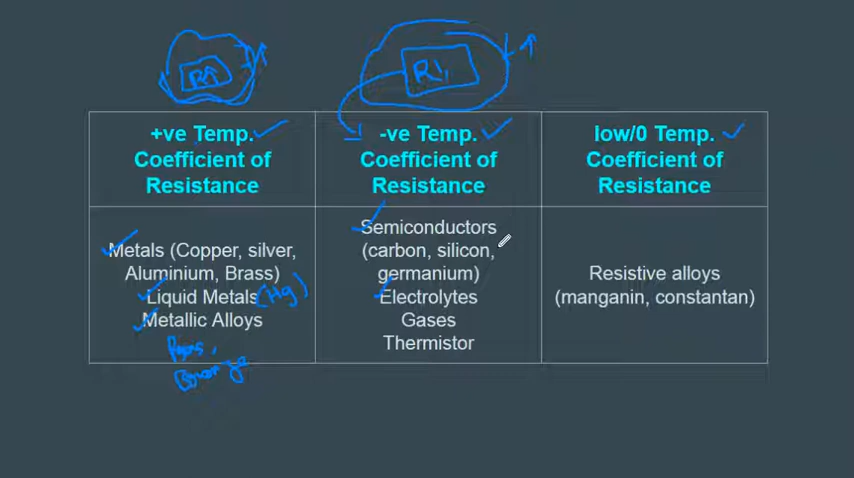 R↑
R↓
+ve Temp.
Coefficient of
Resistance
-ve Temp.
Coefficient of
Resistance
low/0 Temp.
Coefficient of
Resistance
Metals (Copper, silver,
Aluminium, Brass)
Liquid Metals (Hg)
Metallic Alloys
Semiconductors
(carbon, silicon,
germanium)
Electrolytes
Gases
Thermistor
Resistive alloys
(manganin, constantan)